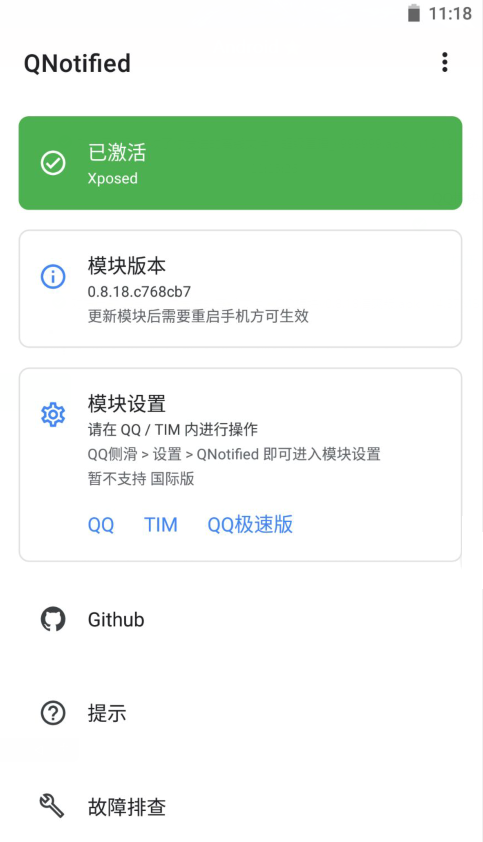 11:18
QNotified
已激活
Xposed
模块版本
0.8.18.c768cb7
更新模块后需要重启手机方可生效
模块设置
请在 QQ / TIM 内进行操作
QQ侧滑 > 设置 > QNotified 即可进入模块设置
暂不支持 国际版
QQ TIM QQ极速版
Github
提示
故障排查